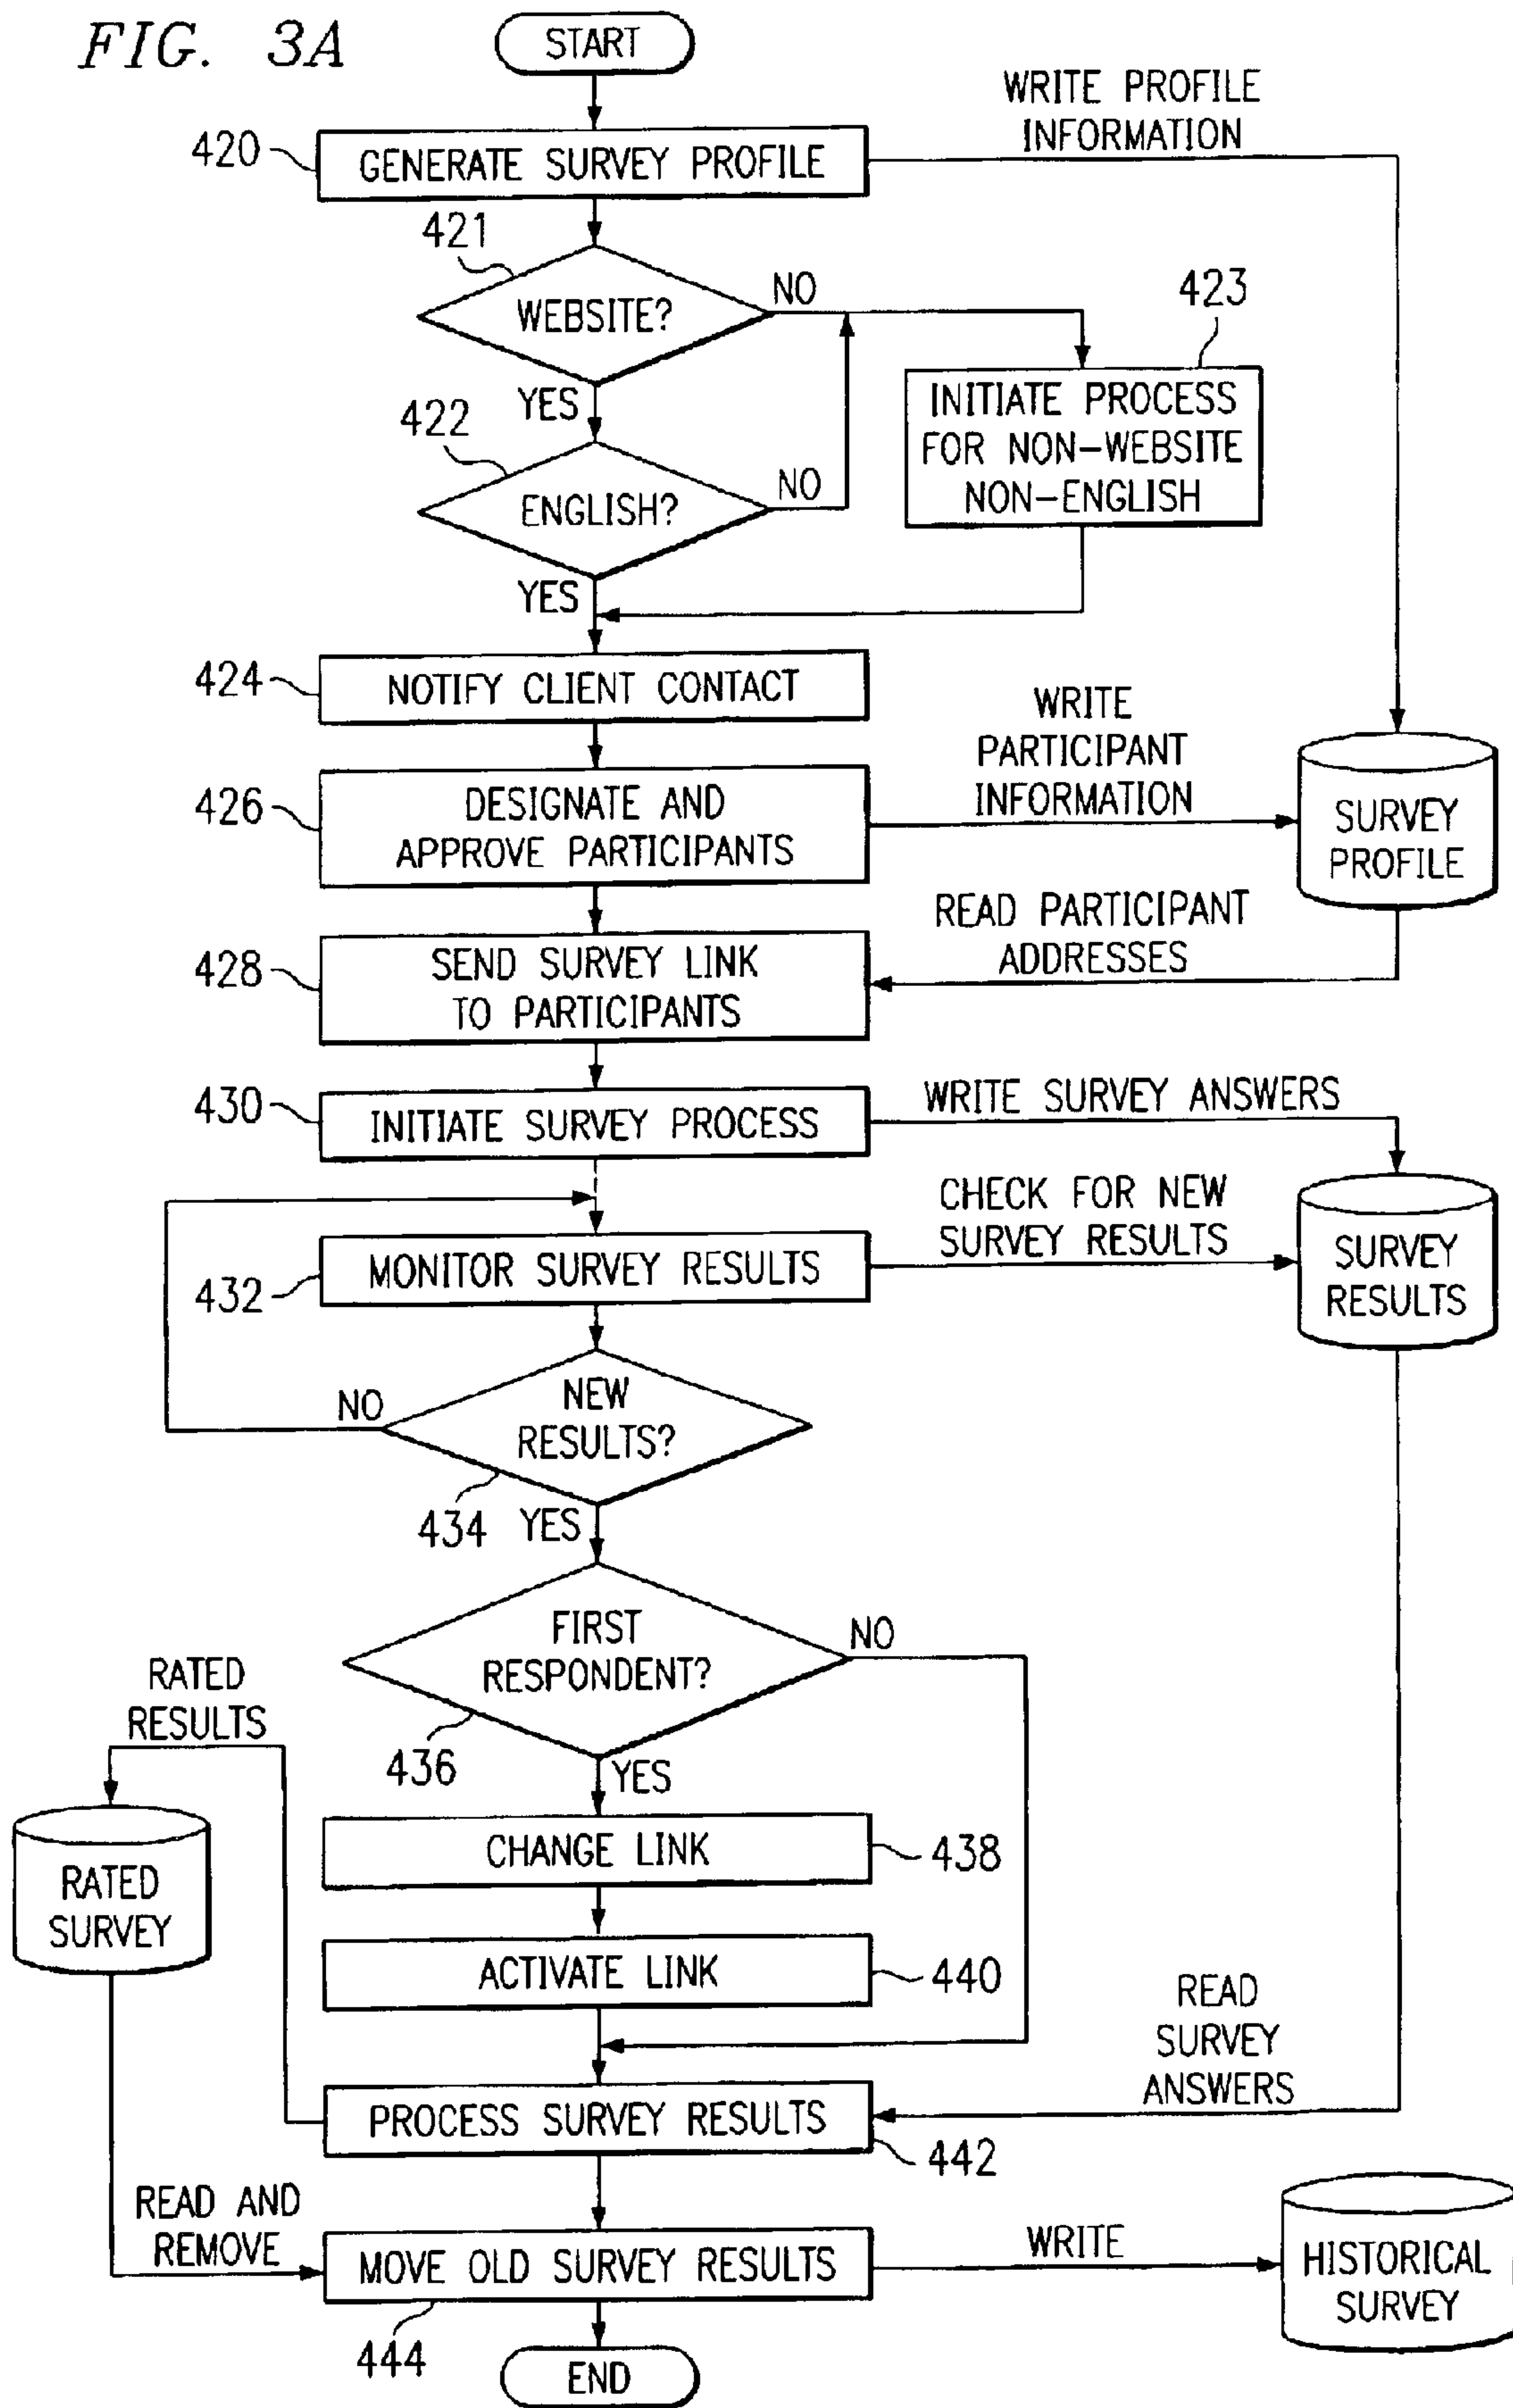 FIG. 3A
START
WRITE PROFILE
INFORMATION
420
GENERATE SURVEY PROFILE
421
WEBSITE?
NO
423
YES
INITIATE PROCESS
FOR NON-WEBSITE
NON-ENGLISH
422
ENGLISH?
NO
YES
424
NOTIFY CLIENT CONTACT
WRITE
PARTICIPANT
INFORMATION
426
DESIGNATE AND
APPROVE PARTICIPANTS
SURVEY
PROFILE
READ PARTICIPANT
ADDRESSES
428
SEND SURVEY LINK
TO PARTICIPANTS
430
INITIATE SURVEY PROCESS
WRITE SURVEY ANSWERS
CHECK FOR NEW
SURVEY RESULTS
432
MONITOR SURVEY RESULTS
SURVEY
RESULTS
NO
NEW
RESULTS?
434
YES
FIRST
RESPONDENT?
NO
RATED
RESULTS
436
YES
CHANGE LINK
438
RATED
SURVEY
ACTIVATE LINK
440
READ
SURVEY
ANSWERS
PROCESS SURVEY RESULTS
442
READ AND
REMOVE
MOVE OLD SURVEY RESULTS
WRITE
HISTORICAL
SURVEY
444
END